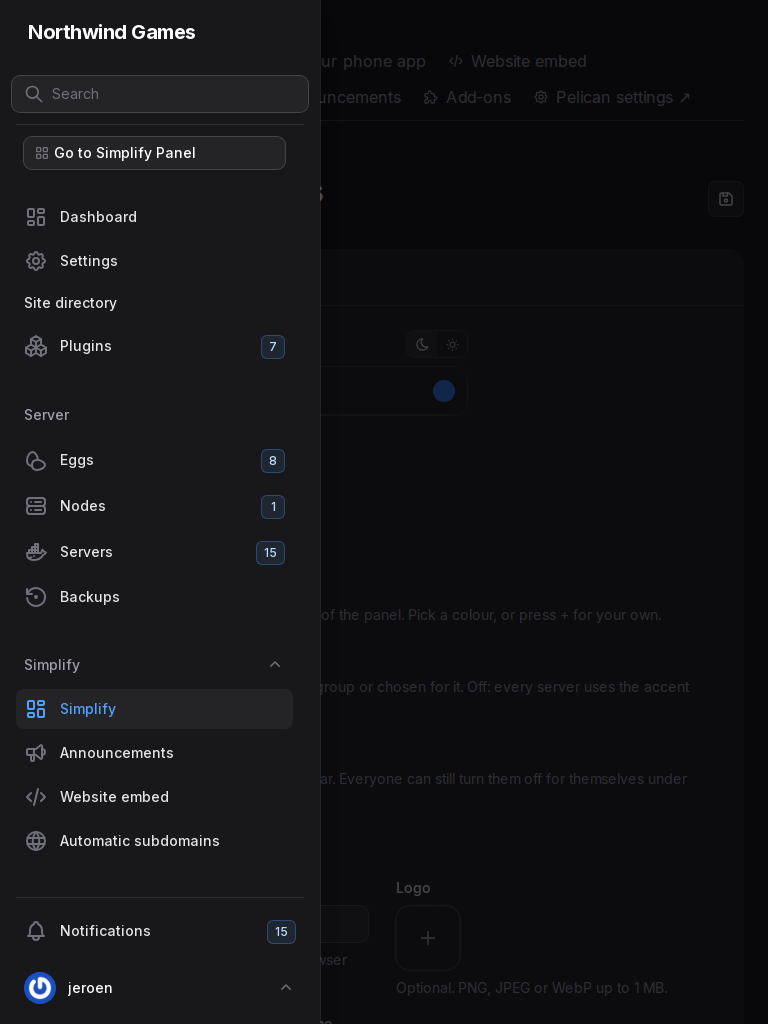 Northwind Games
Search
Go to Simplify Panel
Dashboard
Settings
Site directory
Plugins 7
Server
Eggs 8
Nodes 1
Servers 15
Backups
Simplify
Simplify
Announcements
Website embed
Automatic subdomains
Notifications 15
jeroen
ur phone app Website embed
uncements Add-ons Pelican settings ↗
s
of the panel. Pick a colour, or press + for your own.
group or chosen for it. Off: every server uses the accent
ar. Everyone can still turn them off for themselves under
Logo
wser
Optional. PNG, JPEG or WebP up to 1 MB.